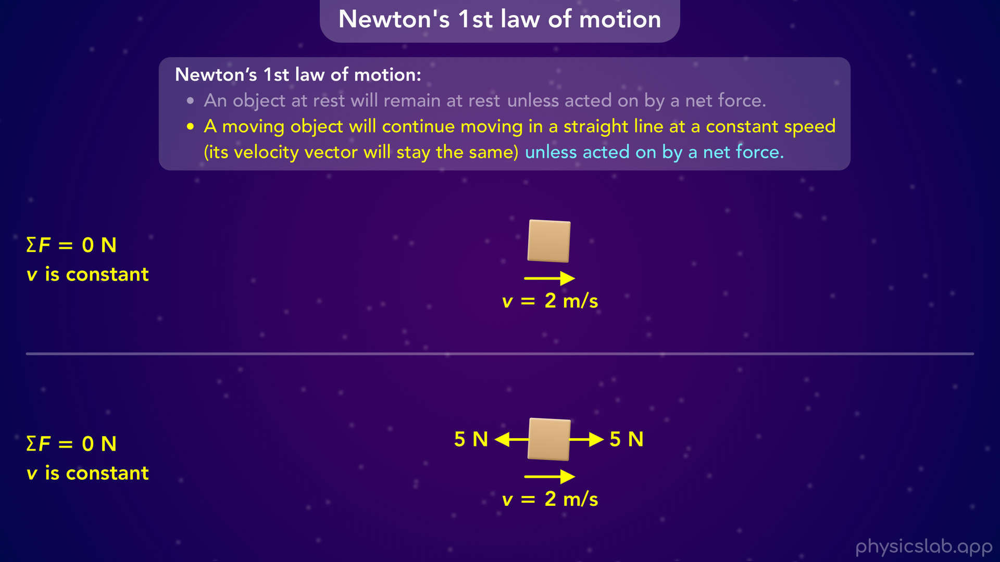 Newton's 1st law of motion
Newton’s 1st law of motion:
• An object at rest will remain at rest unless acted on by a net force.
• A moving object will continue moving in a straight line at a constant speed
(its velocity vector will stay the same) unless acted on by a net force.
ΣF = 0 N
v is constant
v = 2 m/s
ΣF = 0 N
v is constant
5 N
5 N
v = 2 m/s
physicslab.app